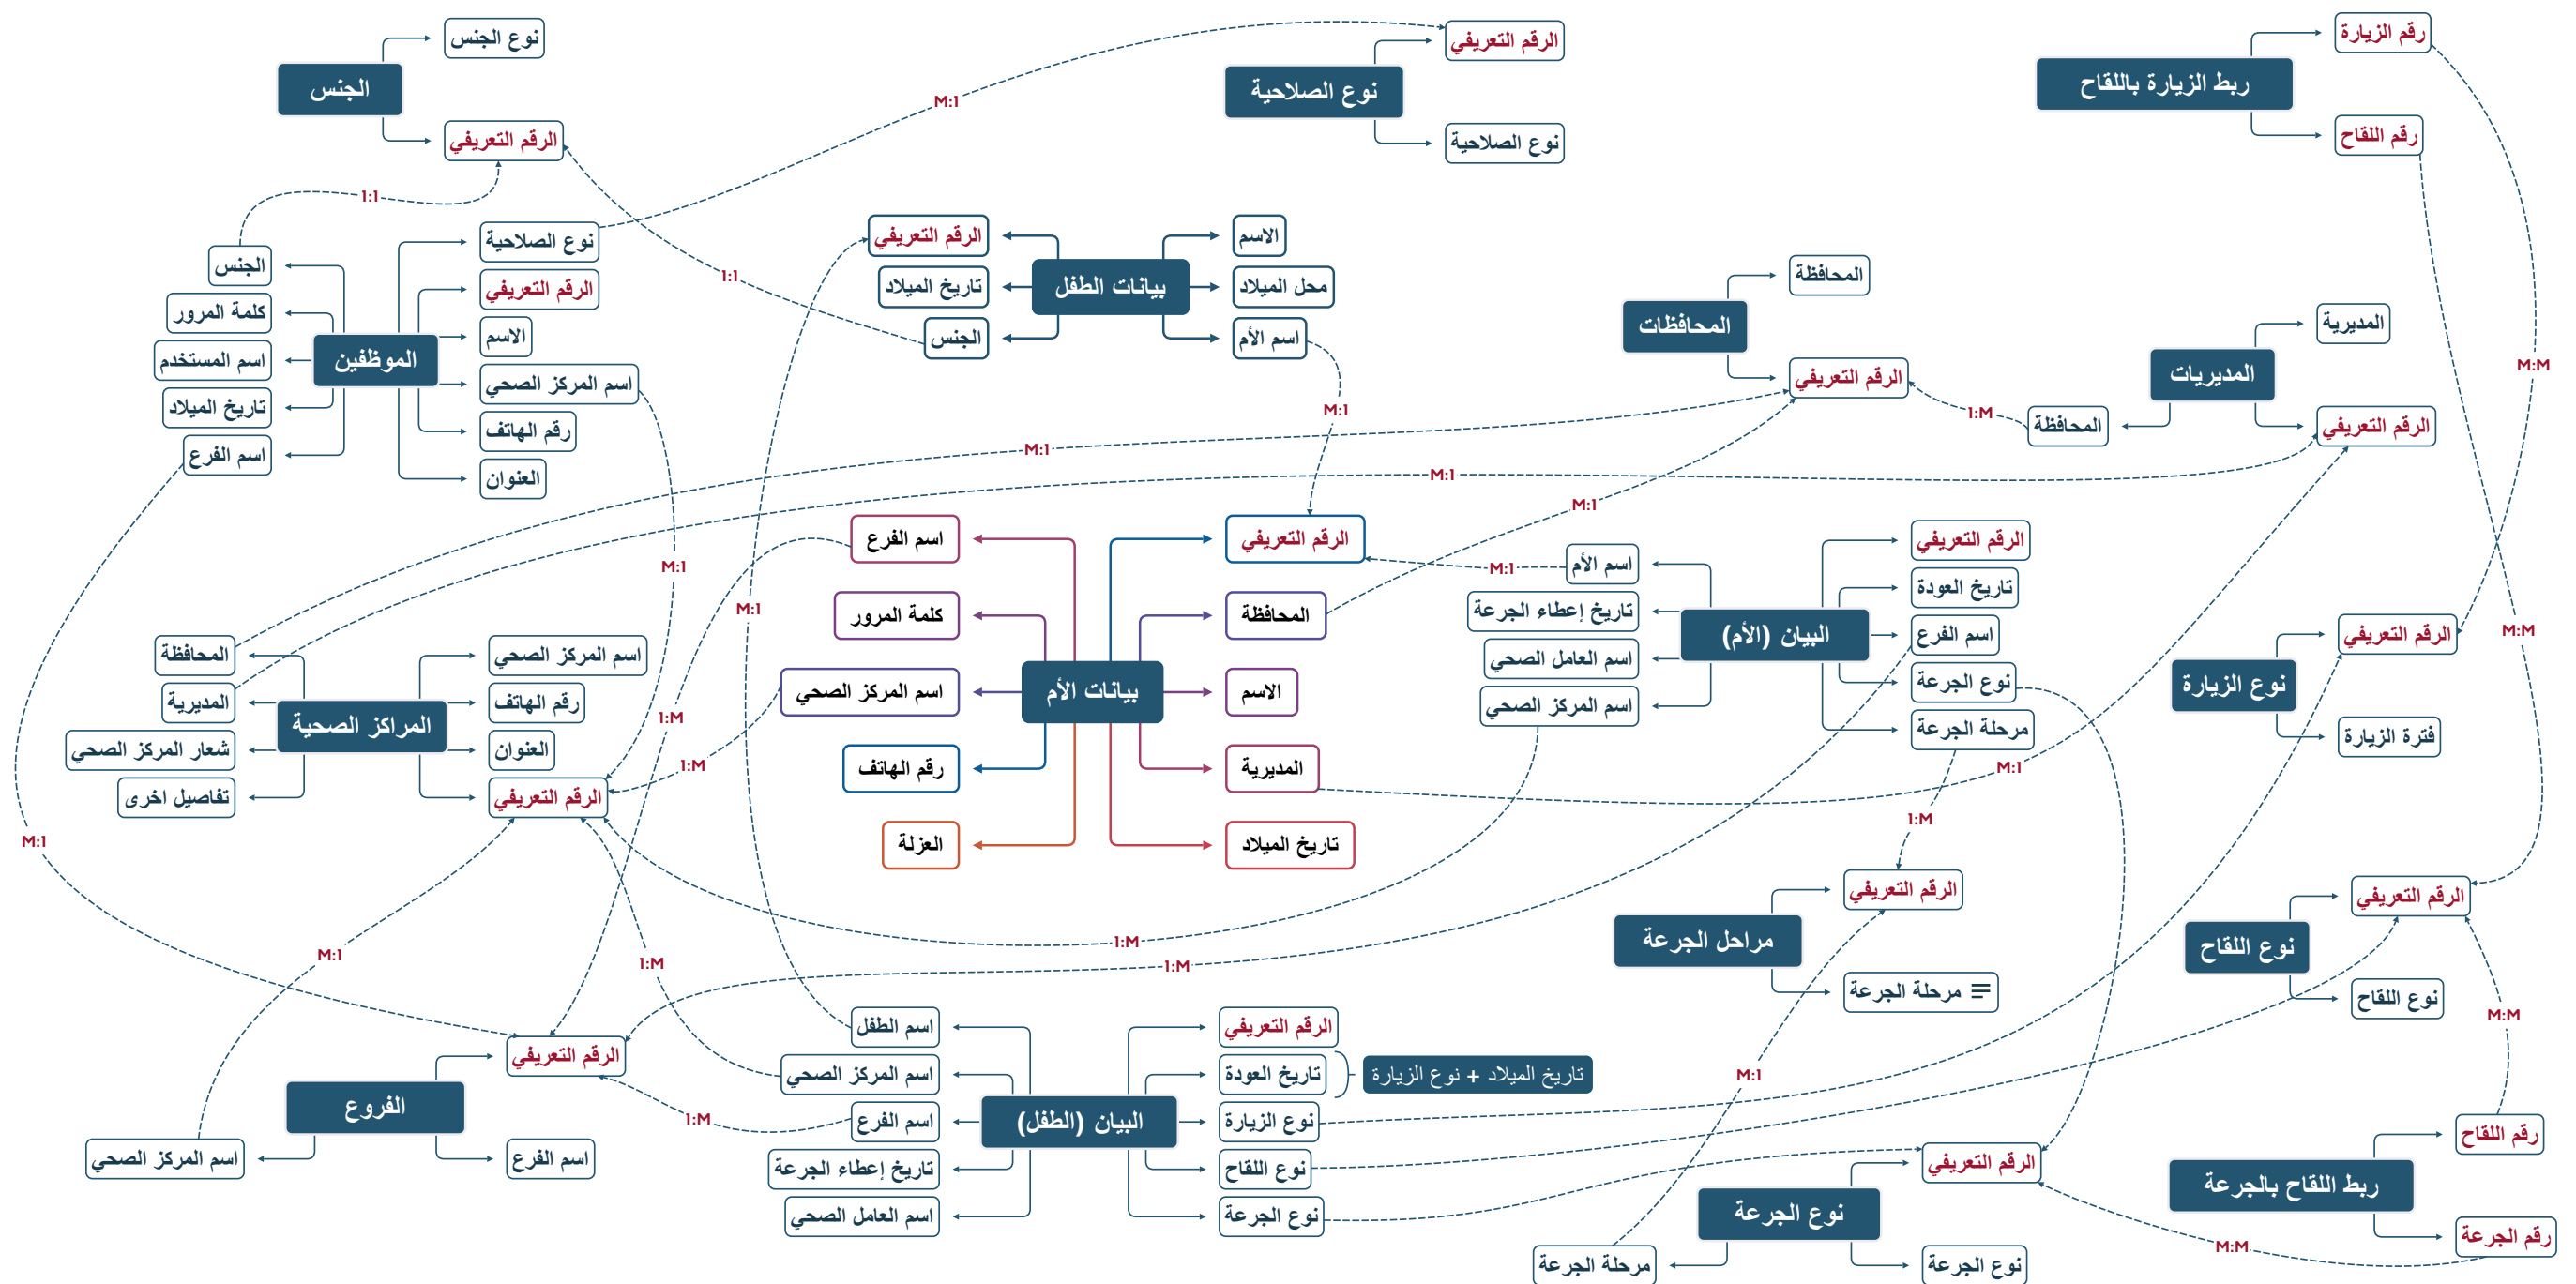 الجنس
نوع الجنس
الرقم التعريفي
1:1
نوع الصلاحية
الرقم التعريفي
نوع الصلاحية
M:1
ربط الزيارة باللقاح
رقم الزيارة
رقم اللقاح
M:M
M:M
الموظفين
نوع الصلاحية
الرقم التعريفي
الاسم
اسم المركز الصحي
رقم الهاتف
العنوان
الجنس
كلمة المرور
اسم المستخدم
تاريخ الميلاد
اسم الفرع
M:1
M:1
بيانات الطفل
الاسم
محل الميلاد
اسم الأم
الرقم التعريفي
تاريخ الميلاد
الجنس
1:1
M:1
M:1
المحافظات
المحافظة
الرقم التعريفي
1:M
المديريات
المديرية
الرقم التعريفي
المحافظة
M:1
M:1
M:1
بيانات الأم
الرقم التعريفي
المحافظة
الاسم
المديرية
تاريخ الميلاد
اسم الفرع
كلمة المرور
اسم المركز الصحي
رقم الهاتف
العزلة
1:M
1:M
M:1
M:1
البيان (الأم)
الرقم التعريفي
تاريخ العودة
اسم الفرع
نوع الجرعة
مرحلة الجرعة
اسم الأم
تاريخ إعطاء الجرعة
اسم العامل الصحي
اسم المركز الصحي
1:M
1:M
1:M
نوع الزيارة
الرقم التعريفي
فترة الزيارة
المراكز الصحية
اسم المركز الصحي
رقم الهاتف
العنوان
الرقم التعريفي
المحافظة
المديرية
شعار المركز الصحي
تفاصيل اخرى
M:1
1:M
مراحل الجرعة
الرقم التعريفي
مرحلة الجرعة
نوع اللقاح
الرقم التعريفي
نوع اللقاح
M:M
الفروع
الرقم التعريفي
اسم الفرع
اسم المركز الصحي
1:M
البيان (الطفل)
الرقم التعريفي
تاريخ العودة
تاريخ الميلاد + نوع الزيارة
نوع الزيارة
نوع اللقاح
نوع الجرعة
اسم الطفل
اسم المركز الصحي
اسم الفرع
تاريخ إعطاء الجرعة
اسم العامل الصحي
M:1
نوع الجرعة
الرقم التعريفي
نوع الجرعة
مرحلة الجرعة
ربط اللقاح بالجرعة
رقم اللقاح
رقم الجرعة
M:M